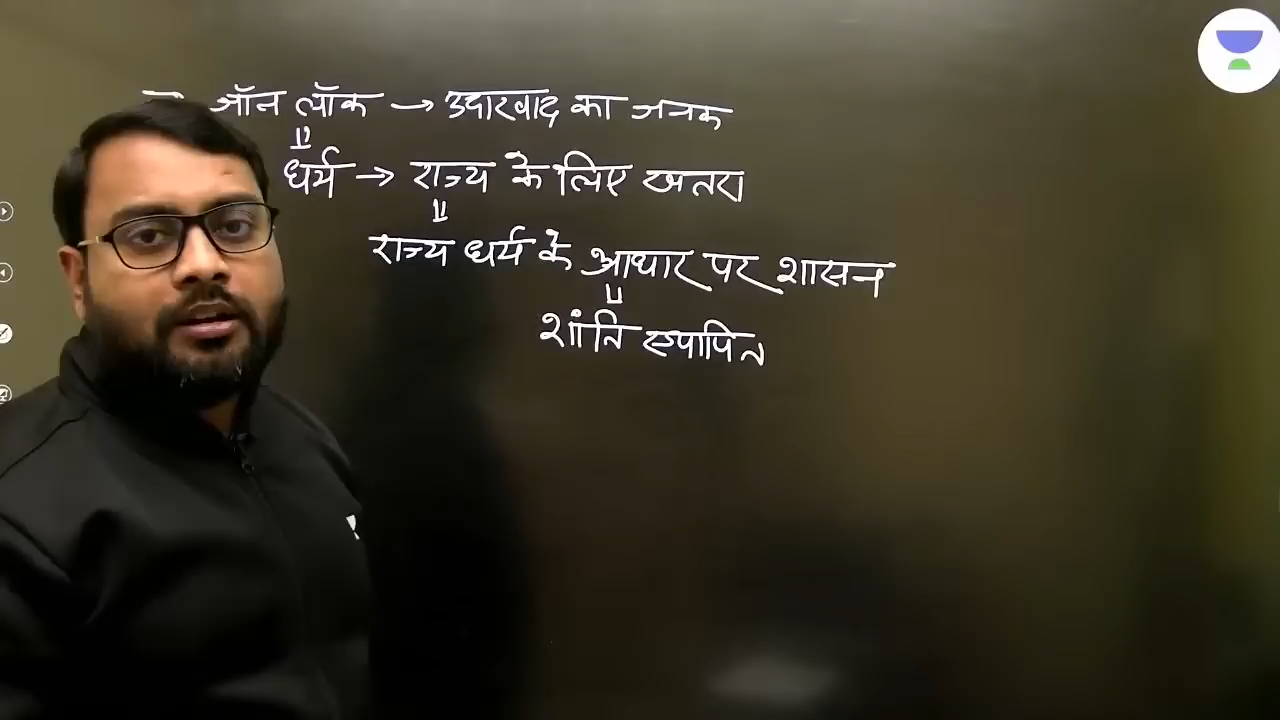 जॉन लॉक → उदारवाद का जनक
धर्म → राज्य के लिए खतरा
राज्य धर्म के आधार पर शासन
शांति स्थापित